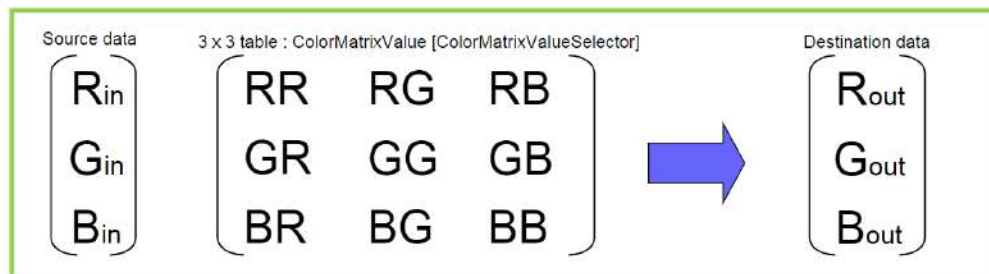 Source data 3 x 3 table : ColorMatrixValue [ColorMatrixValueSelector] Destination data
Rin RR RG RB Rout
Gin GR GG GB Gout
Bin BR BG BB Bout